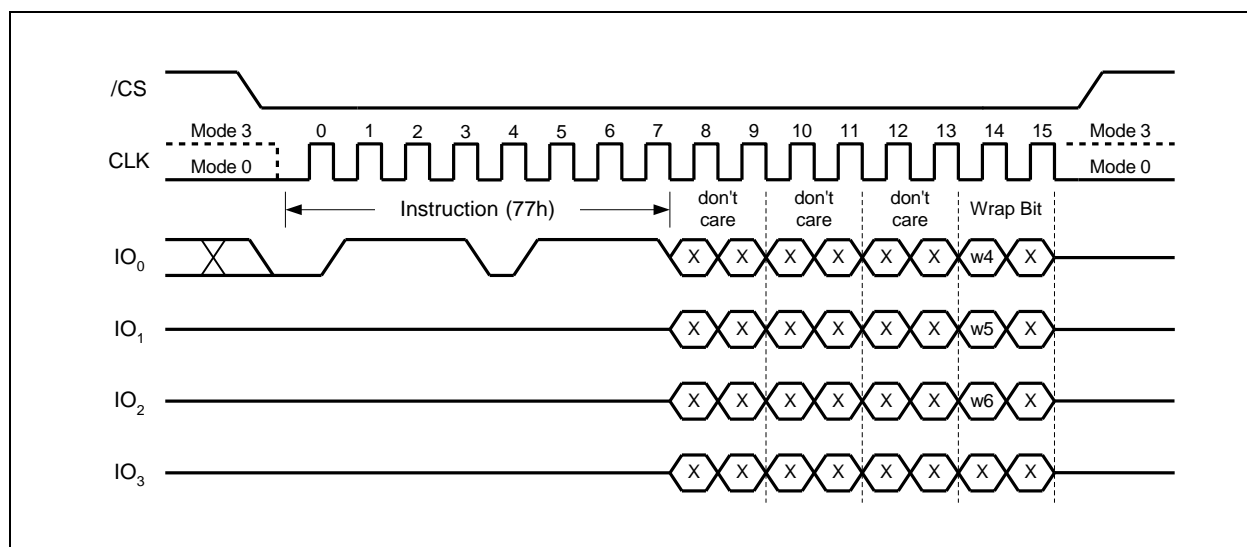 /CS
Mode 3 0 1 2 3 4 5 6 7 8 9 10 11 12 13 14 15 Mode 3
CLK
Mode 0 Mode 0
Instruction (77h) don't care don't care don't care Wrap Bit
IO0 X X X X X X w4 X
IO1 X X X X X X w5 X
IO2 X X X X X X w6 X
IO3 X X X X X X X X